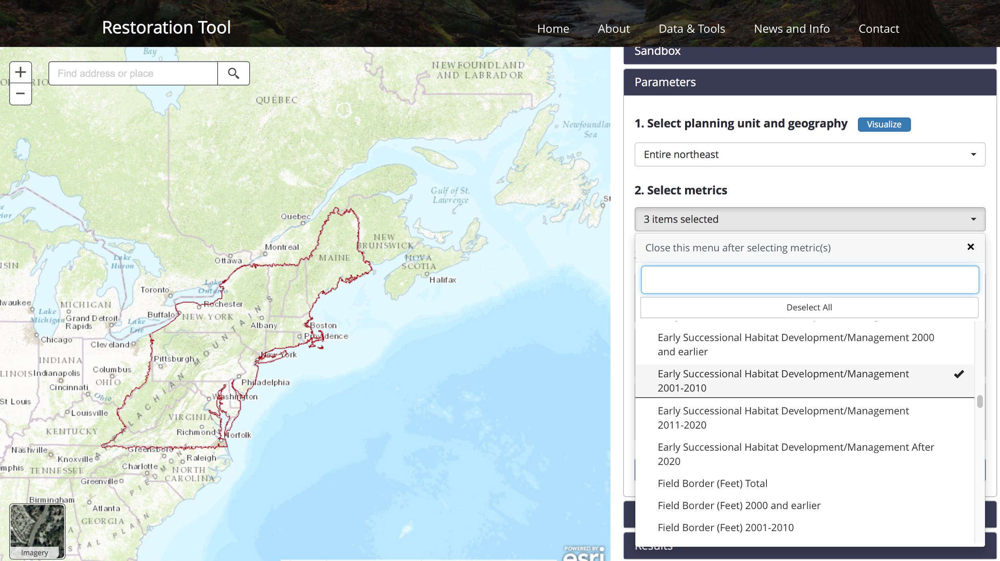 Restoration Tool
Home
About
Data & Tools
News and Info
Contact
Bay
Find address or place
NEWFOUNDLAND
AND LABRADOR
QUÉBEC
Sea
Gulf of St.
Lawrence
Quebec
NEW
BRUNSWICK
Montreal
MAINE
NOVA
SCOTIA
Ottawa
Lake
Huron
Halifax
Lake
Ontario
Toronto
Rochester
MICHIGAN
Lake
Michigan
Grand
Rapids
Detroit
Buffalo
NEW YORK
Lake
Erie
Albany
Boston
Providence
Chicago
Cleveland
New York
Pittsburgh
INDIANA
Columbus
Indianapolis
OHIO
Philadelphia
Cincinnati
Washington
Ohio
St Louis
Louisville
VIRGINIA
KENTUCKY
Richmond
Norfolk
Nashville
Greensboro
Knoxville
Raleigh
TENNESSEE
Charlotte
NORTH
CAROLINA
Greenville
APPALACHIAN MOUNTAINS
PIEDMONT
Birmingham
Atlanta
GEORGIA
PLAIN
Imagery
POWERED BY
esri
Sandbox
Parameters
1. Select planning unit and geography
Visualize
Entire northeast
2. Select metrics
3 items selected
Close this menu after selecting metric(s)
Deselect All
Early Successional Habitat Development/Management 2000
and earlier
Early Successional Habitat Development/Management
2001-2010
Early Successional Habitat Development/Management
2011-2020
Early Successional Habitat Development/Management After
2020
Field Border (Feet) Total
Field Border (Feet) 2000 and earlier
Field Border (Feet) 2001-2010
Results